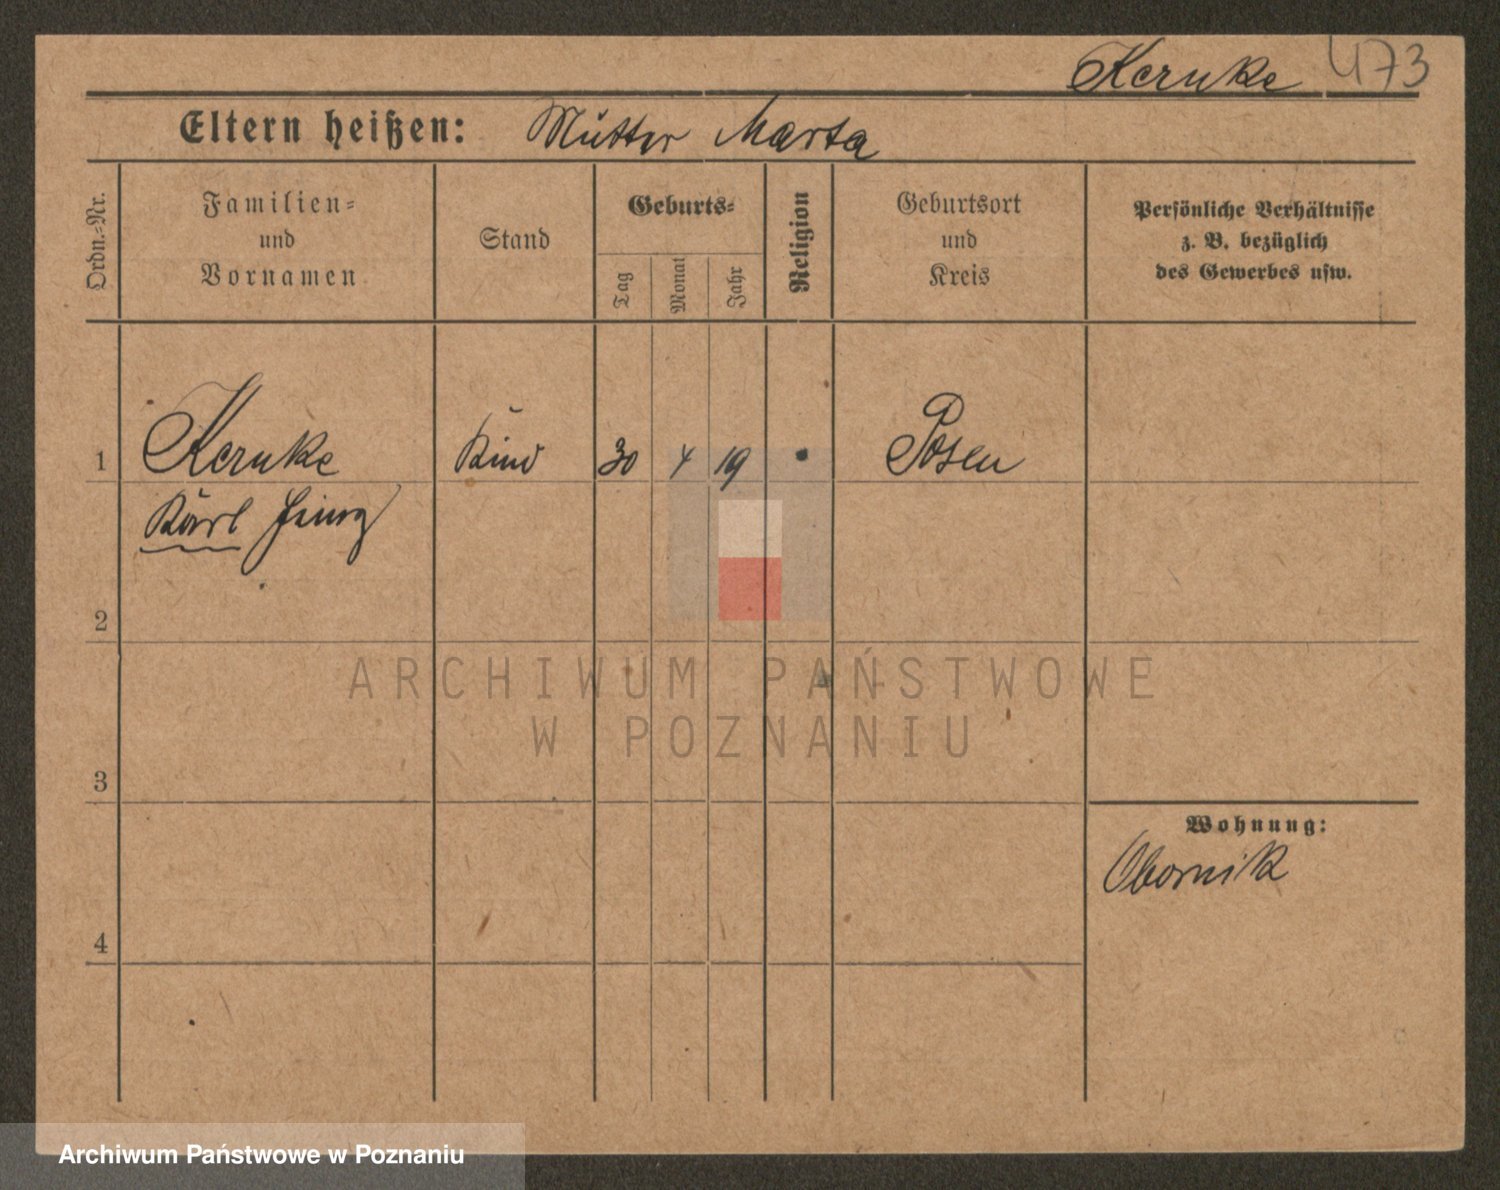 Kernke 473
Eltern heißen: Mutter Marta
Ordn.-Nr.
Familien-
und
Vornamen
Stand
Geburts-
Tag
Monat
Jahr
Religion
Geburtsort
und
Kreis
Persönliche Verhältnisse
z. B. bezüglich
des Gewerbes usw.
1 Kernke Kind 30 4 19 Posen
Karl Heinz
2
3
4
Wohnung:
Obornik
ARCHIWUM PAŃSTWOWE
W POZNANIU
Archiwum Państwowe w Poznaniu